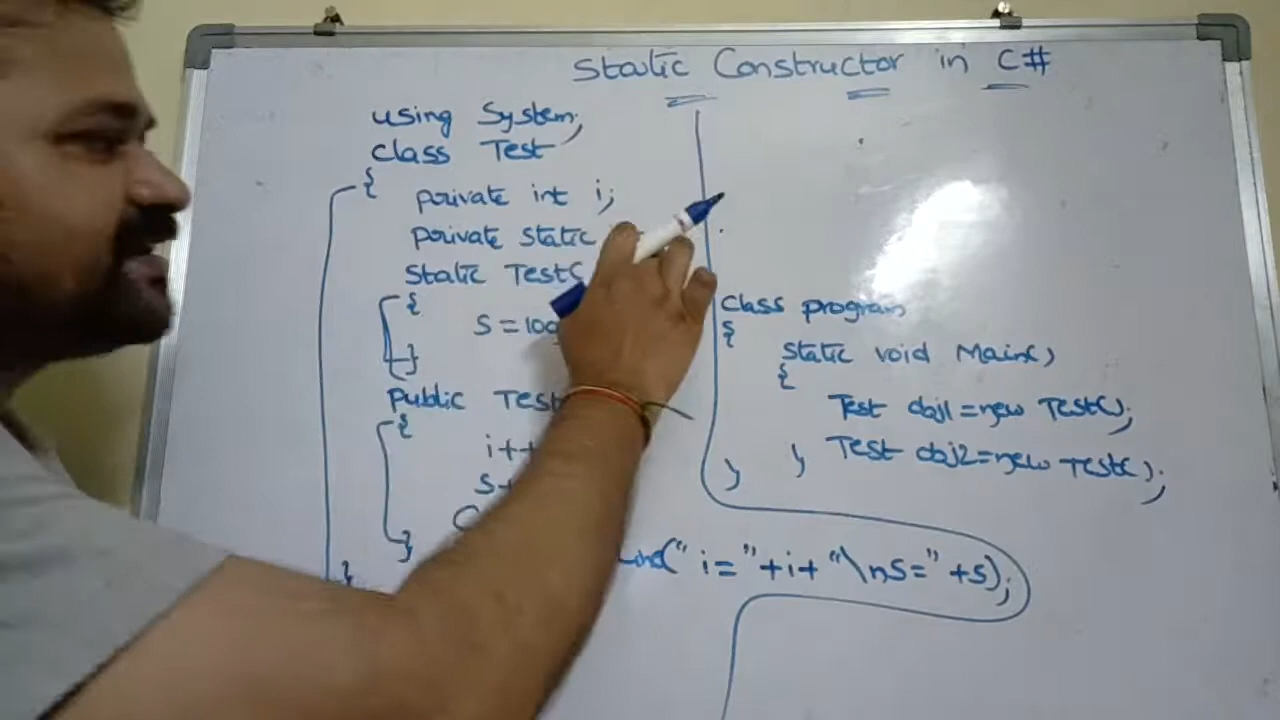 Static Constructor in C#
using System;
class Test
{
private int i;
private static
static Test(
{
S=100
}
public Test
{
i++
S+
}
}
class program
{
static void Main()
{
Test obj1=new Test();
Test obj2=new Test();
}
}
("i="+i+"\nS="+S);